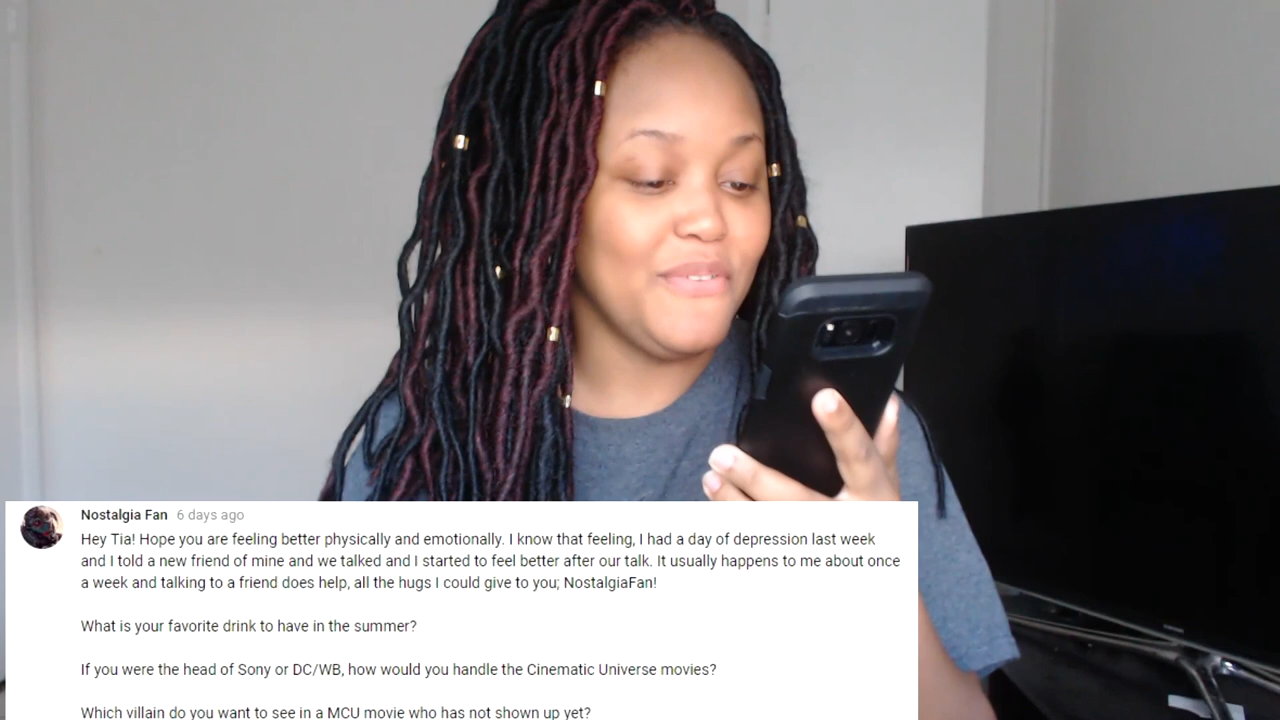 Nostalgia Fan 6 days ago
Hey Tia! Hope you are feeling better physically and emotionally. I know that feeling, I had a day of depression last week
and I told a new friend of mine and we talked and I started to feel better after our talk. It usually happens to me about once
a week and talking to a friend does help, all the hugs I could give to you; NostalgiaFan!
What is your favorite drink to have in the summer?
If you were the head of Sony or DC/WB, how would you handle the Cinematic Universe movies?
Which villain do you want to see in a MCU movie who has not shown up yet?